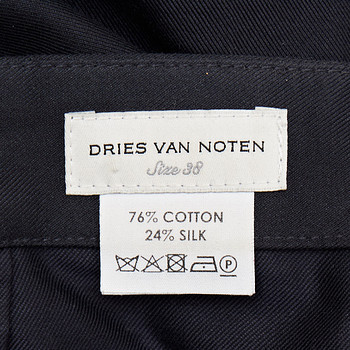 DRIES VAN NOTEN
Size 38
76% COTTON
24% SILK
P